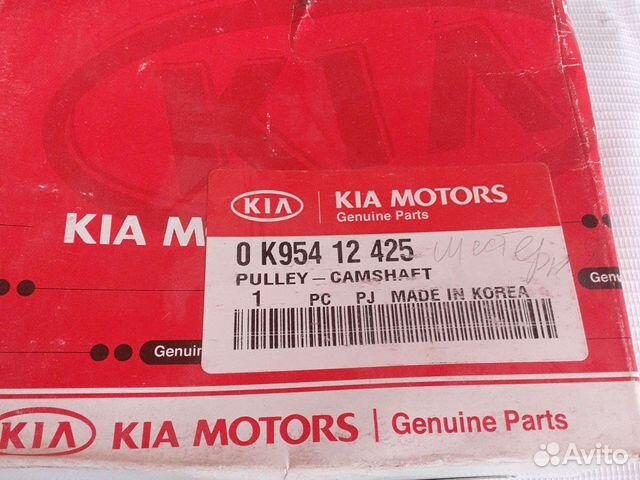 KIA
KIA M
KIA KIA MOTORS
Genuine Parts
0 K954 12 425
PULLEY-CAMSHAFT
1 PC PJ MADE IN KOREA
Genu
Genuin
KIA KIA MOTORS Genuine Parts
Avito